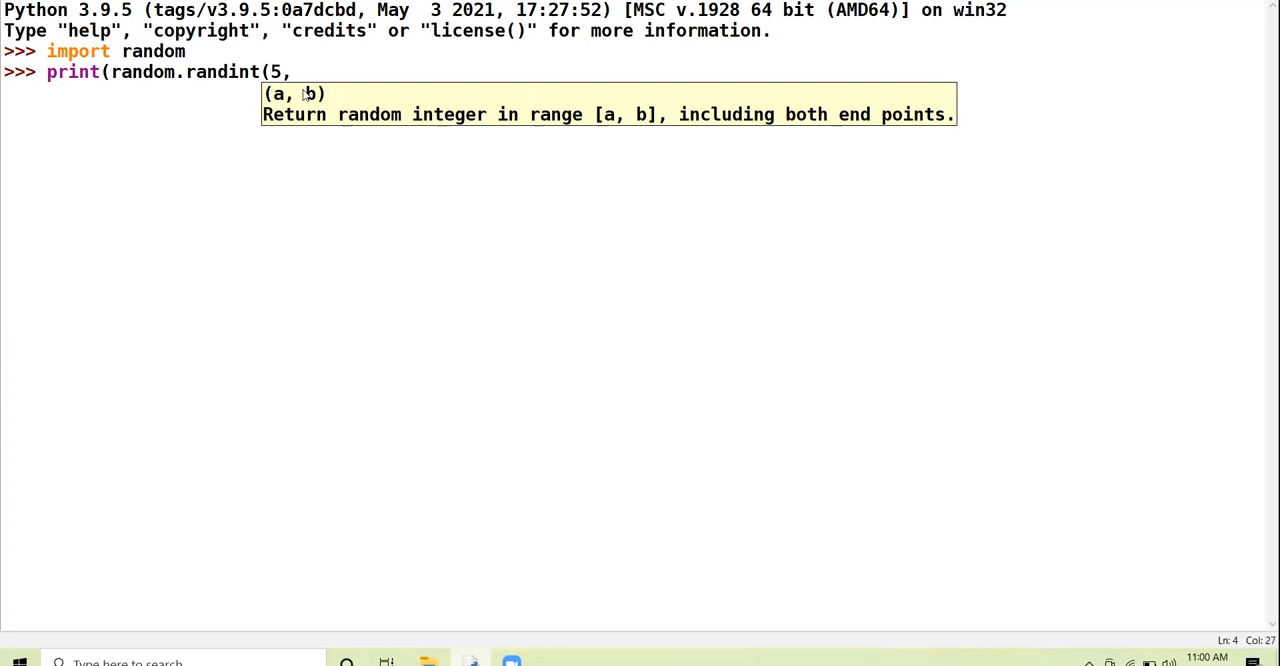 Python 3.9.5 (tags/v3.9.5:0a7dcbd, May  3 2021, 17:27:52) [MSC v.1928 64 bit (AMD64)] on win32
Type "help", "copyright", "credits" or "license()" for more information.
>>> import random
>>> print(random.randint(5,
(a, b)
Return random integer in range [a, b], including both end points.
Ln: 4 Col: 27
Type here to search
11:00 AM